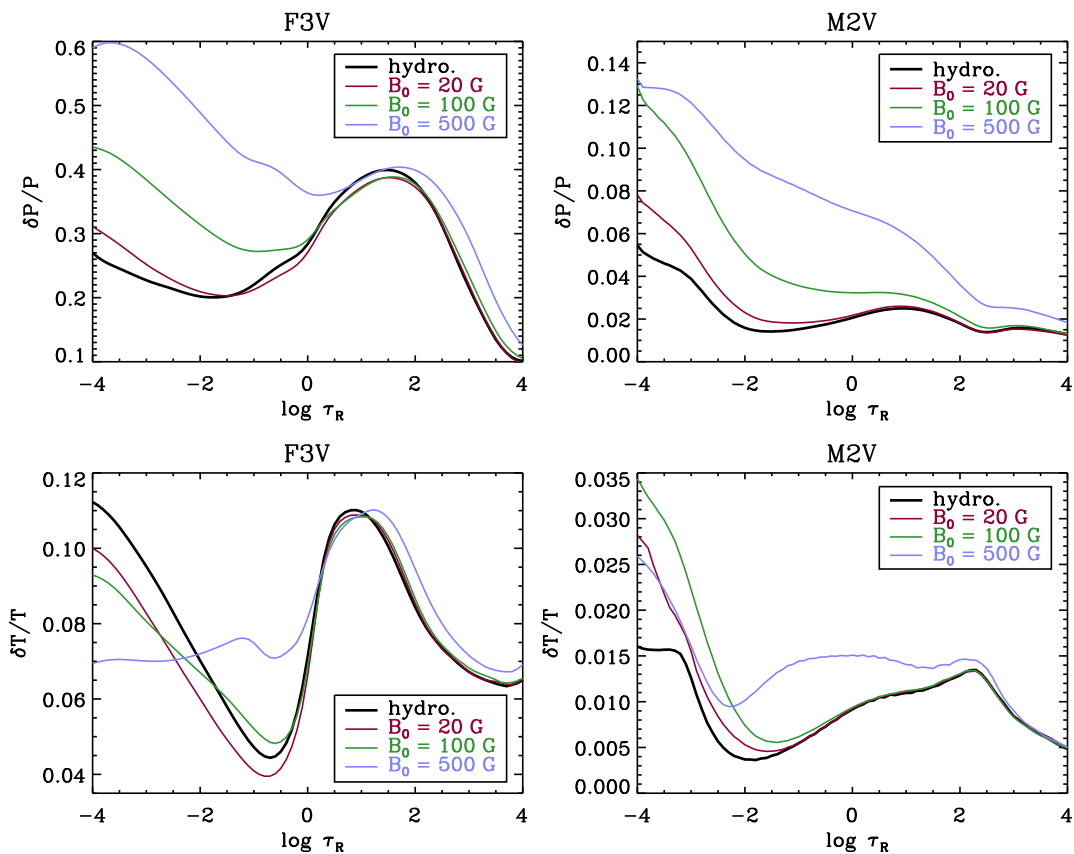 F3V
0.6
0.5
0.4
0.3
0.2
0.1
δP/P
hydro.
B₀ = 20 G
B₀ = 100 G
B₀ = 500 G
−4 −2 0 2 4
log τ_R
M2V
0.14
0.12
0.10
0.08
0.06
0.04
0.02
0.00
δP/P
hydro.
B₀ = 20 G
B₀ = 100 G
B₀ = 500 G
−4 −2 0 2 4
log τ_R
F3V
0.12
0.10
0.08
0.06
0.04
δT/T
hydro.
B₀ = 20 G
B₀ = 100 G
B₀ = 500 G
−4 −2 0 2 4
log τ_R
M2V
0.035
0.030
0.025
0.020
0.015
0.010
0.005
0.000
δT/T
hydro.
B₀ = 20 G
B₀ = 100 G
B₀ = 500 G
−4 −2 0 2 4
log τ_R